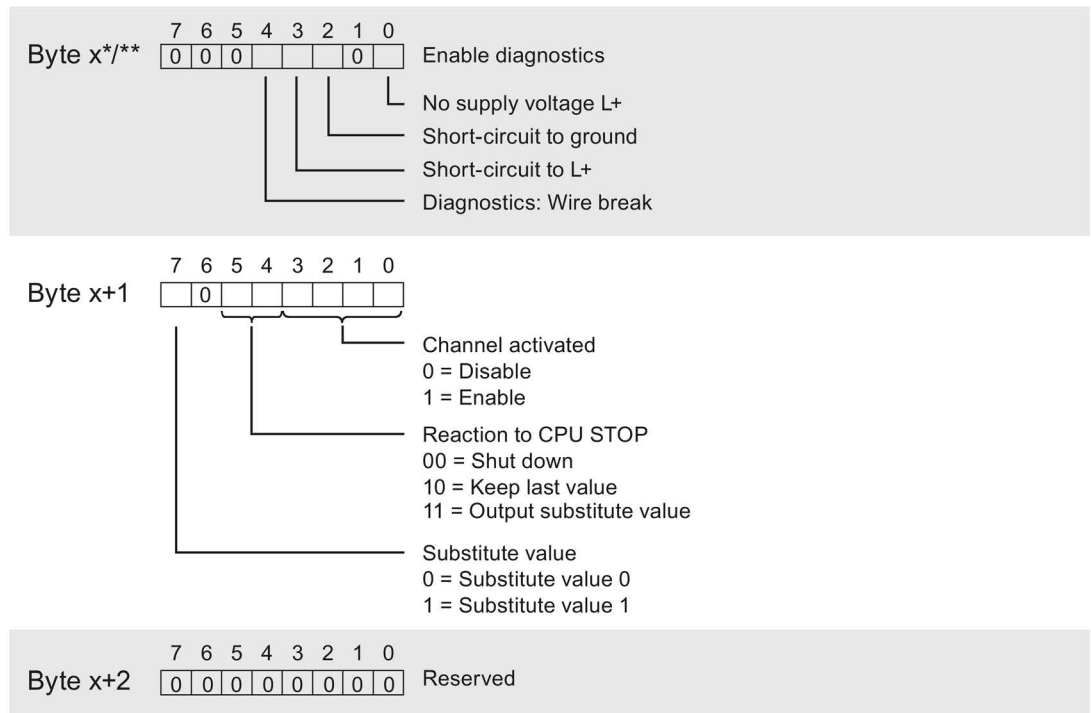 7 6 5 4 3 2 1 0
Byte x*/** 0 0 0 0 Enable diagnostics
No supply voltage L+
Short-circuit to ground
Short-circuit to L+
Diagnostics: Wire break
7 6 5 4 3 2 1 0
Byte x+1 0
Channel activated
0 = Disable
1 = Enable
Reaction to CPU STOP
00 = Shut down
10 = Keep last value
11 = Output substitute value
Substitute value
0 = Substitute value 0
1 = Substitute value 1
7 6 5 4 3 2 1 0
Byte x+2 0 0 0 0 0 0 0 0 Reserved